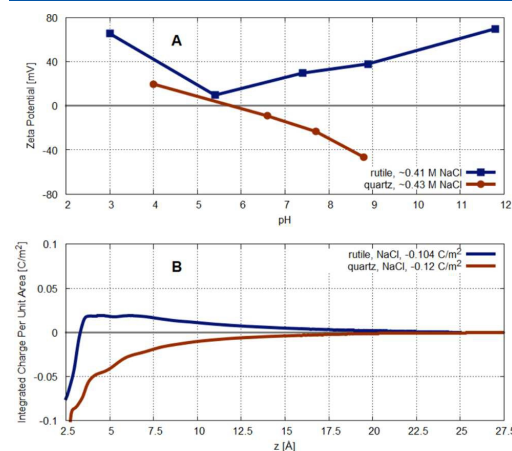 80
40
0
-40
-80
Zeta Potential [mV]
A
rutile, ~0.41 M NaCl
quartz, ~0.43 M NaCl
2 3 4 5 6 7 8 9 10 11 12
pH
0.1
0.05
0
-0.05
-0.1
Integrated Charge Per Unit Area [C/m²]
B
rutile, NaCl, -0.104 C/m²
quartz, NaCl, -0.12 C/m²
2.5 5 7.5 10 12.5 15 17.5 20 22.5 25 27.5
z [Å]